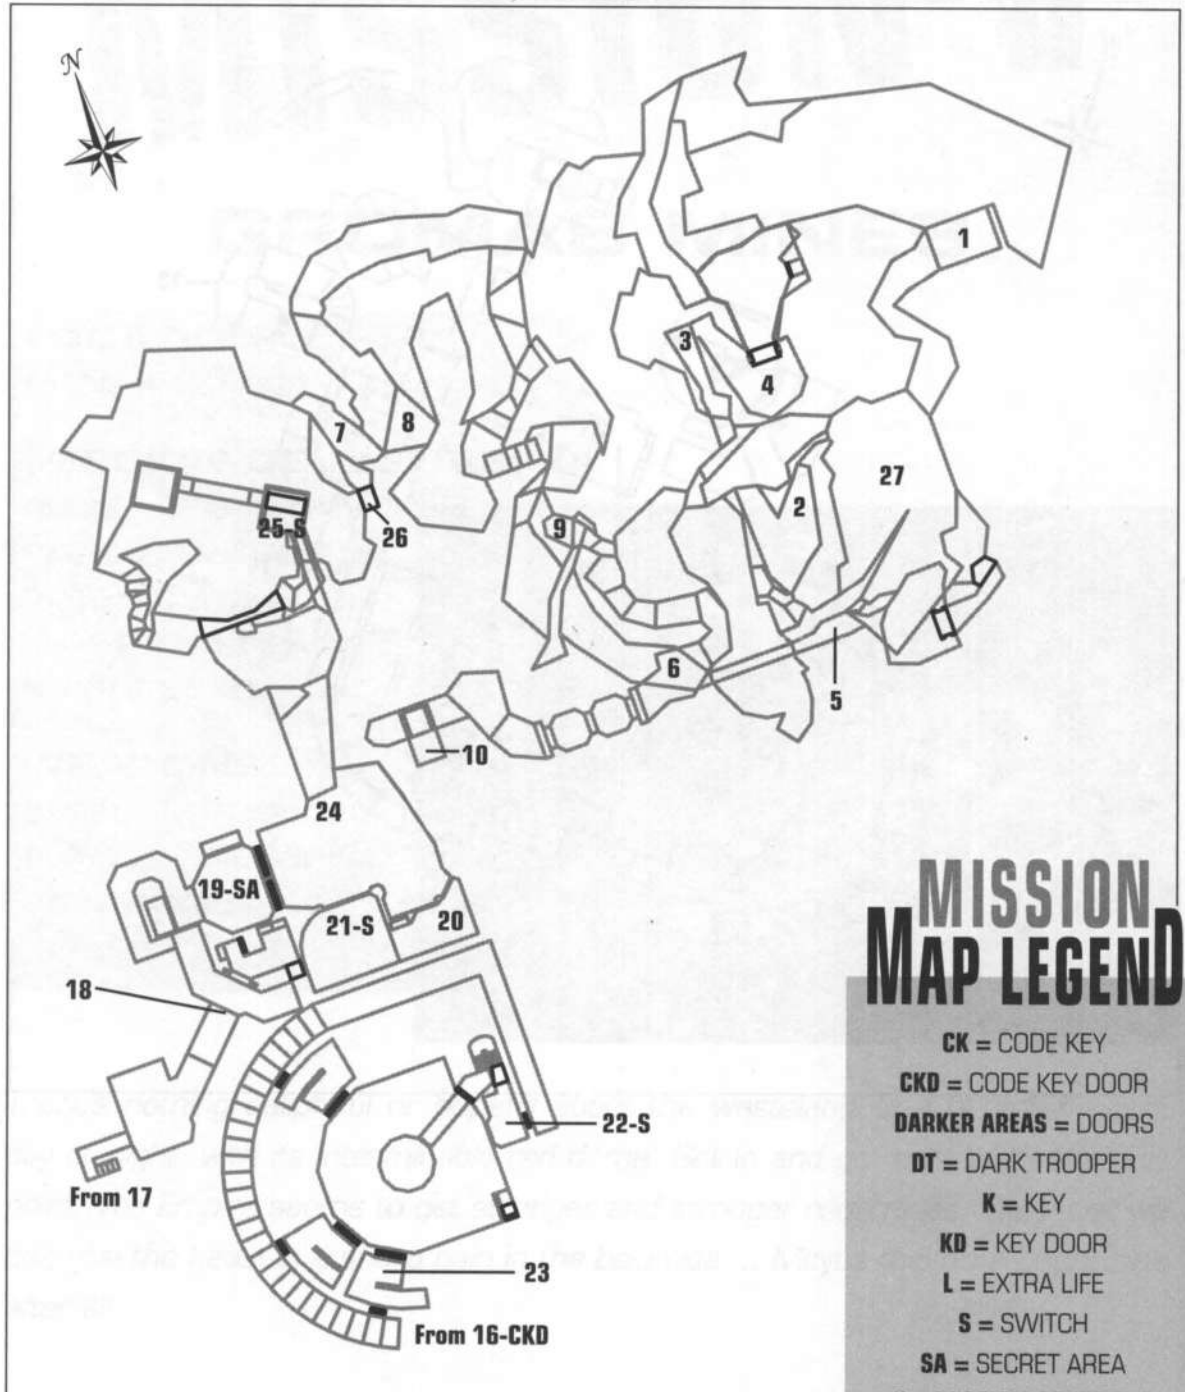 N
1
3
4
8
7
27
2
25-S
26
9
6
5
10
24
19-SA
21-S
20
18
22-S
From 17
23
From 16-CKD
MISSION
MAP LEGEND
CK = CODE KEY
CKD = CODE KEY DOOR
DARKER AREAS = DOORS
DT = DARK TROOPER
K = KEY
KD = KEY DOOR
L = EXTRA LIFE
S = SWITCH
SA = SECRET AREA